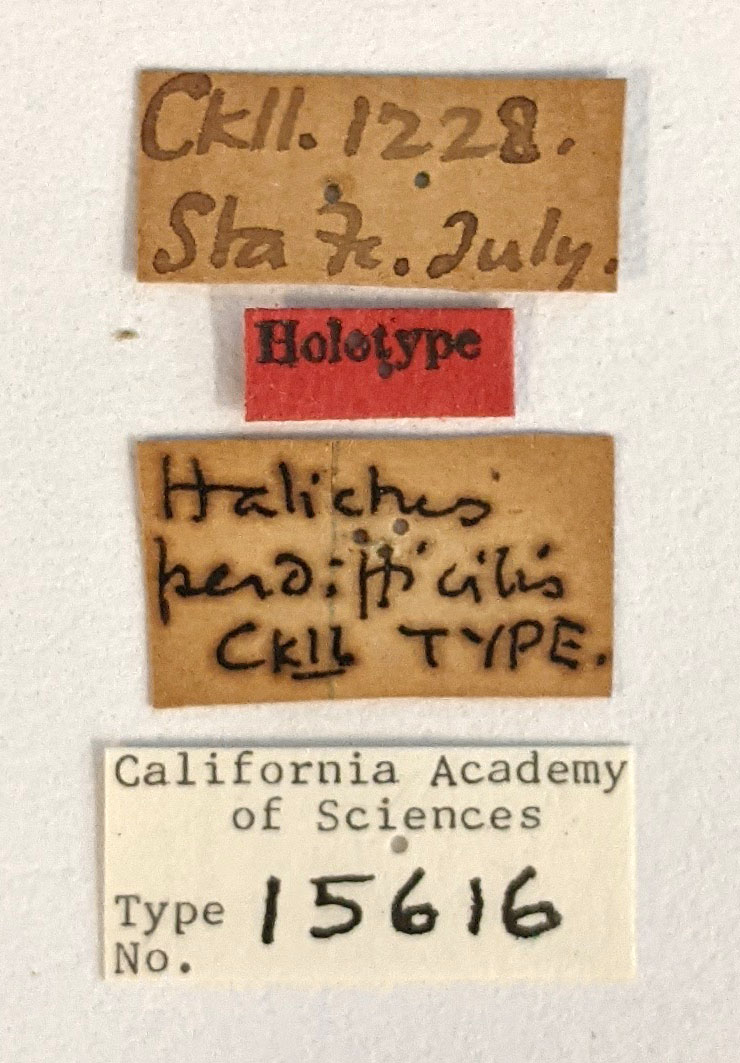 Ckll. 1228.
Sta Fe. July.
Holotype
Halictus
perdifficilis
Ckll TYPE.
California Academy
of Sciences
Type 15616
No.